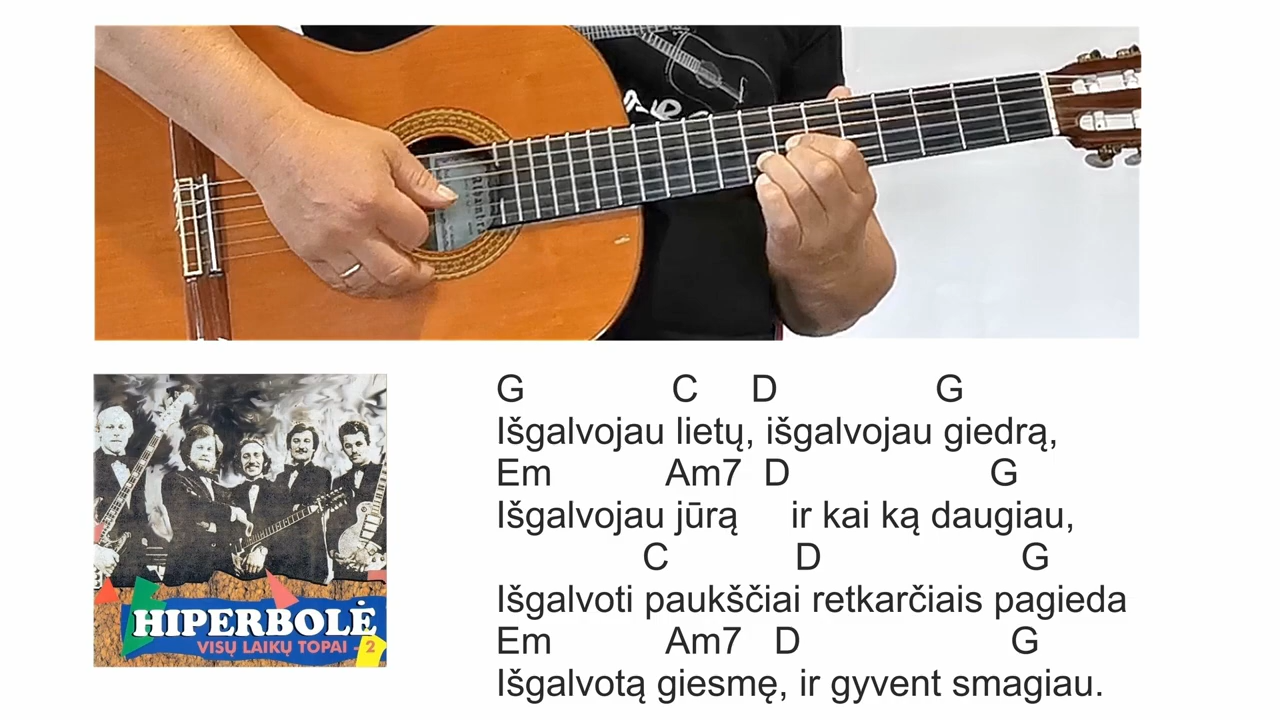 G C D G
Išgalvojau lietų, išgalvojau giedrą,
Em Am7 D G
Išgalvojau jūrą ir kai ką daugiau,
C D G
Išgalvoti paukščiai retkarčiais pagieda
Em Am7 D G
Išgalvotą giesmę, ir gyvent smagiau.
HIPERBOLĖ
VISŲ LAIKŲ TOPAI - 2